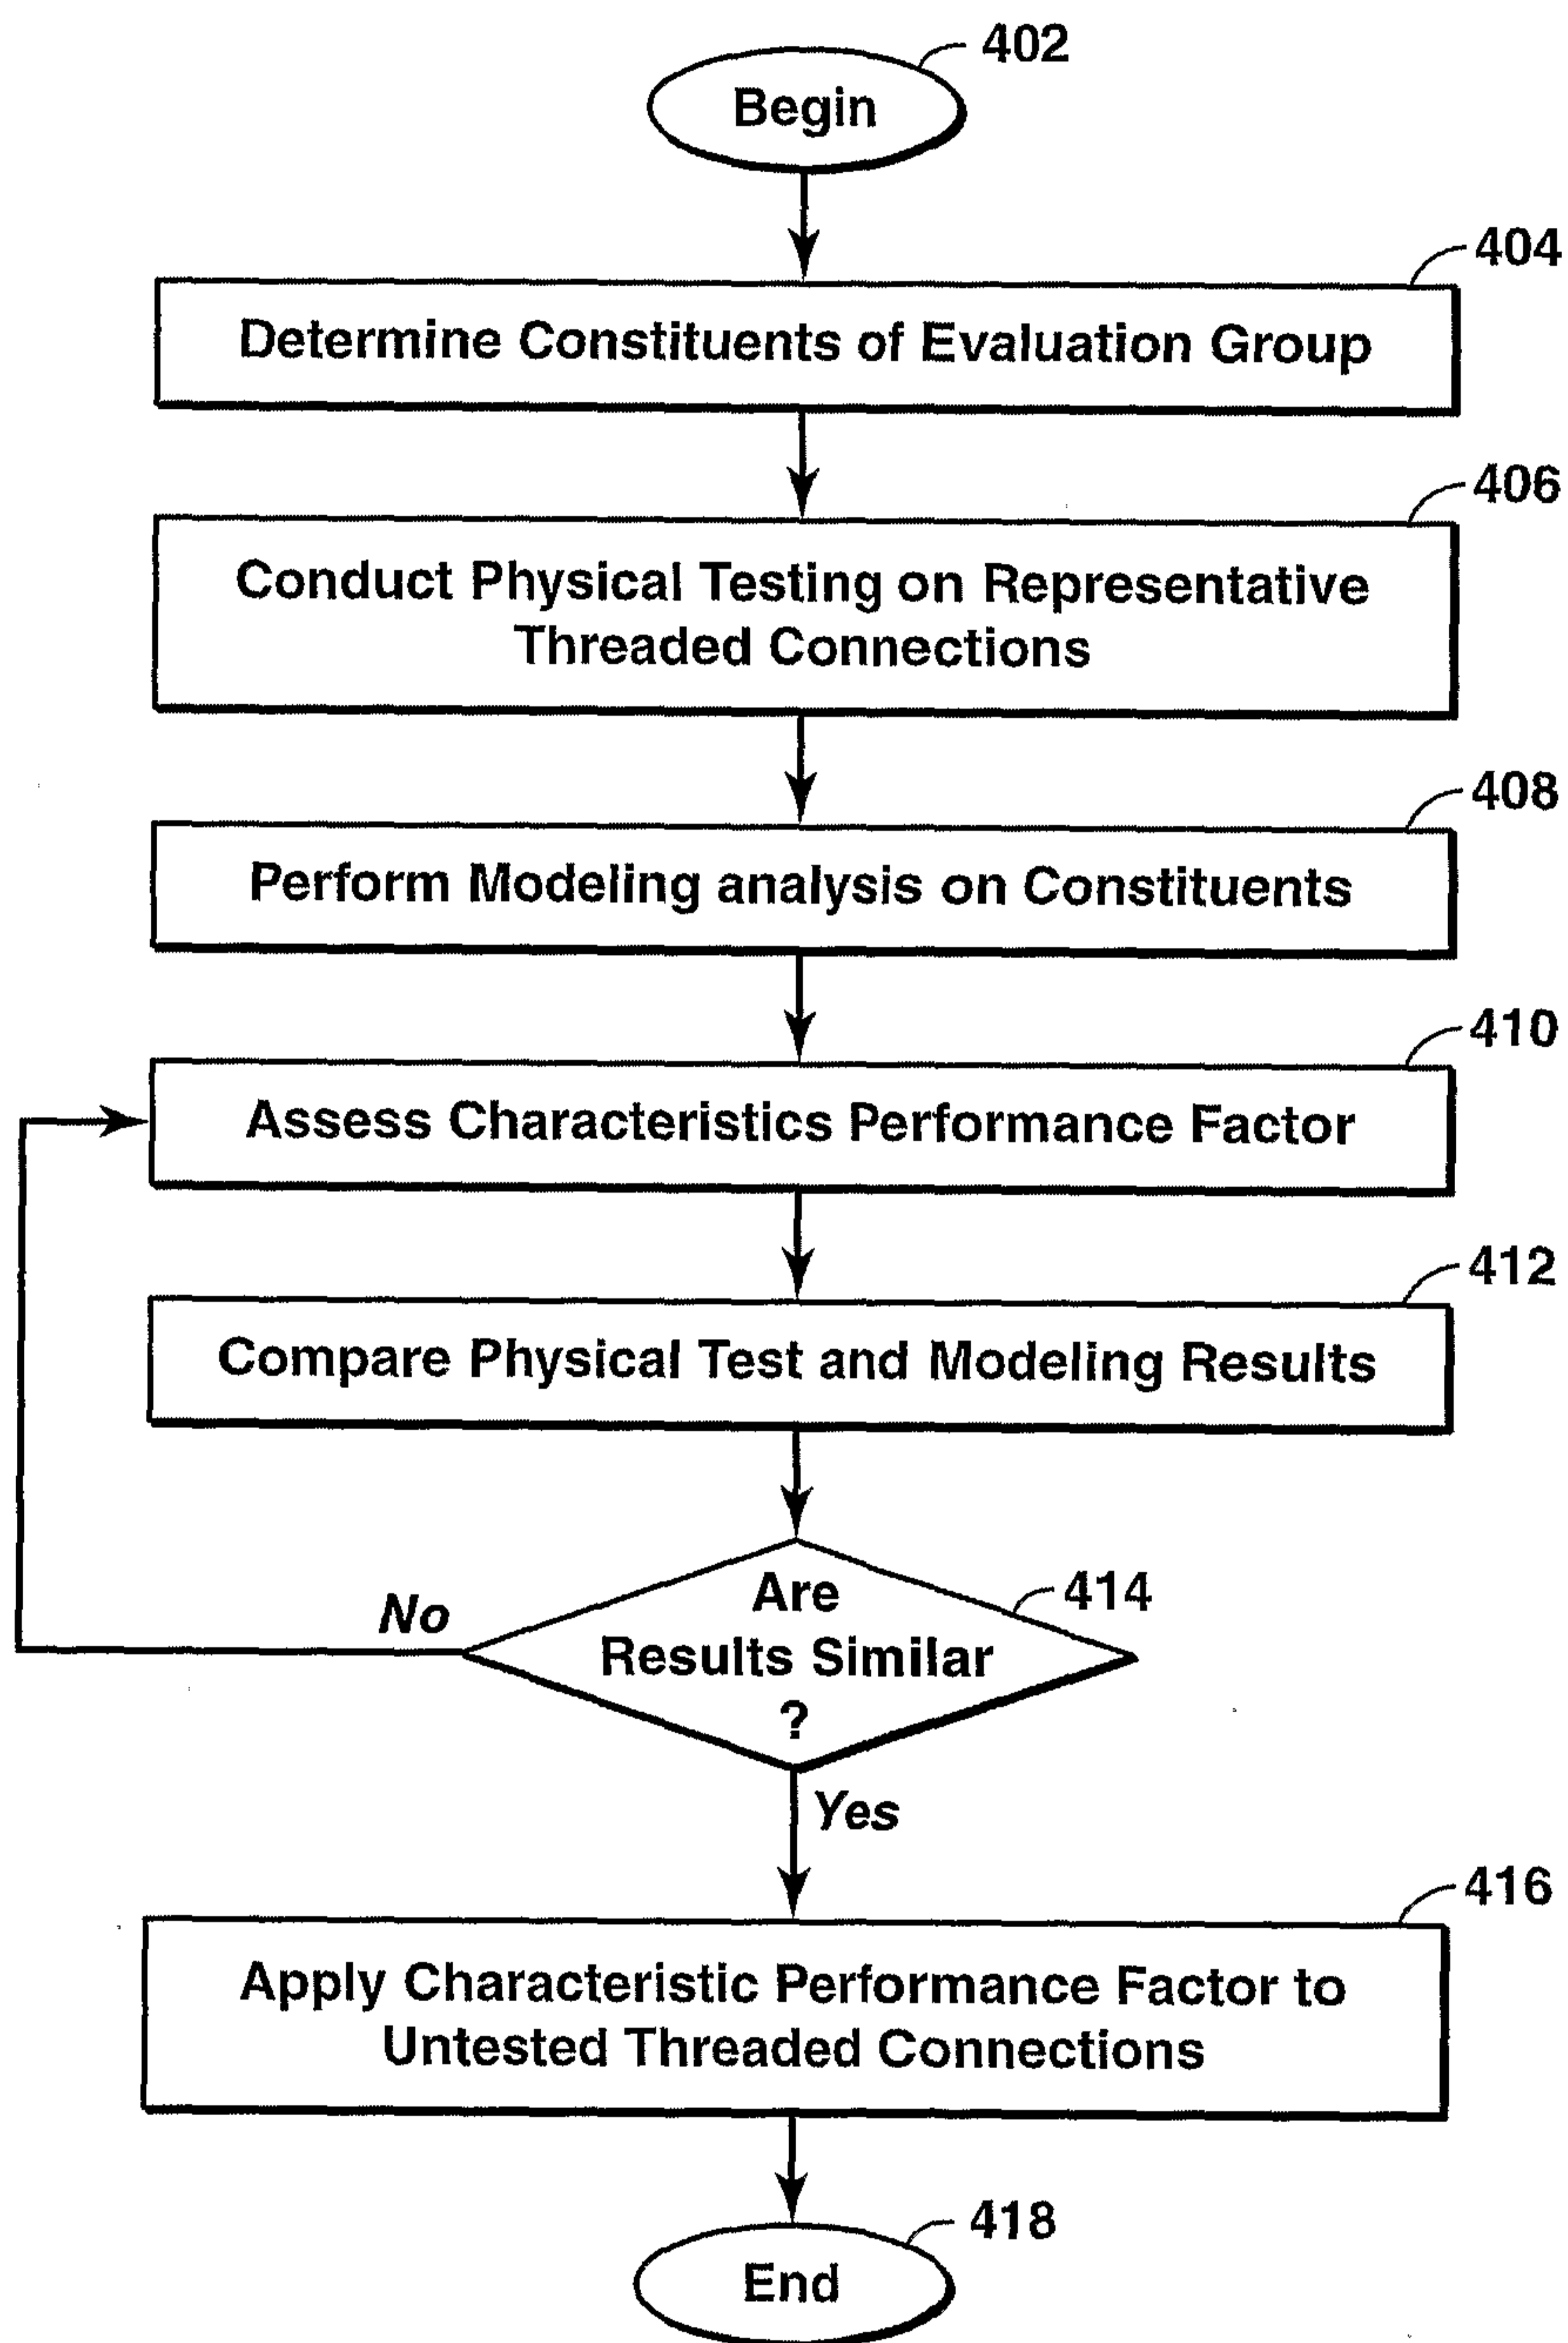 402
Begin
404
Determine Constituents of Evaluation Group
406
Conduct Physical Testing on Representative
Threaded Connections
408
Perform Modeling analysis on Constituents
410
Assess Characteristics Performance Factor
412
Compare Physical Test and Modeling Results
414
Are
Results Similar
?
No
Yes
416
Apply Characteristic Performance Factor to
Untested Threaded Connections
418
End